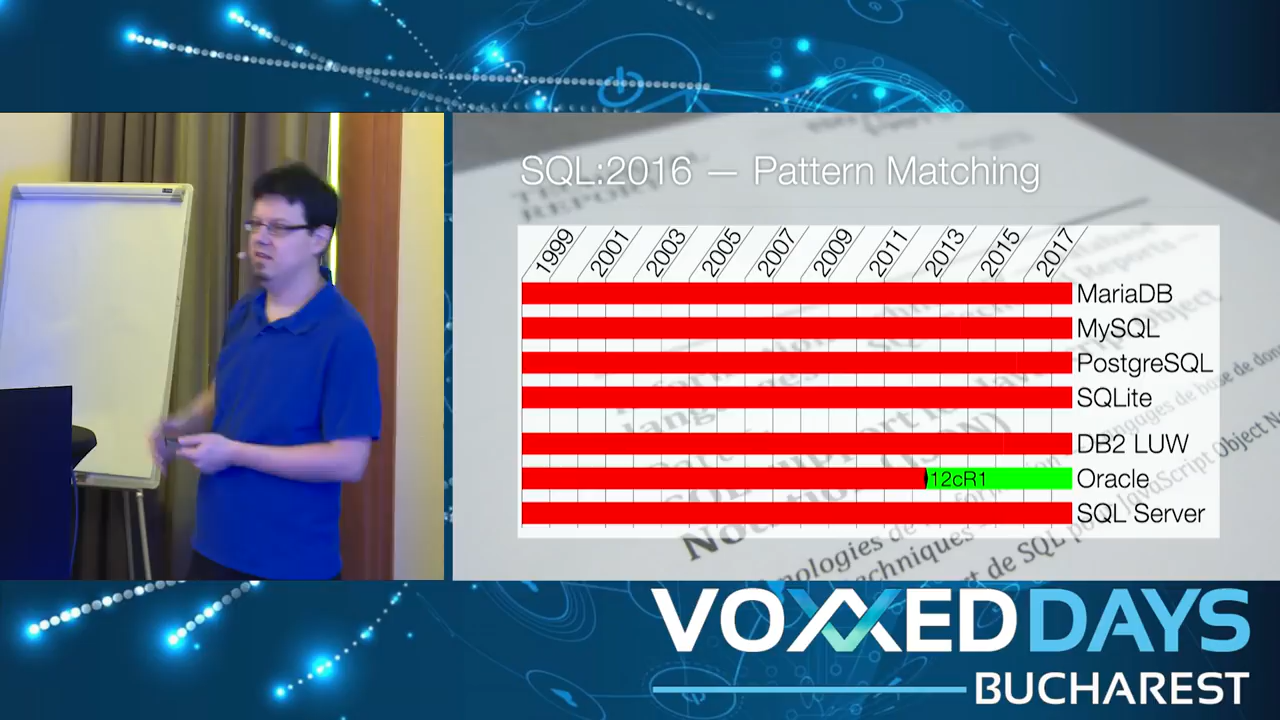 SQL:2016 — Pattern Matching
1999 2001 2003 2005 2007 2009 2011 2013 2015 2017
MariaDB
MySQL
PostgreSQL
SQLite
DB2 LUW
12cR1 Oracle
SQL Server
VOXXED DAYS
BUCHAREST